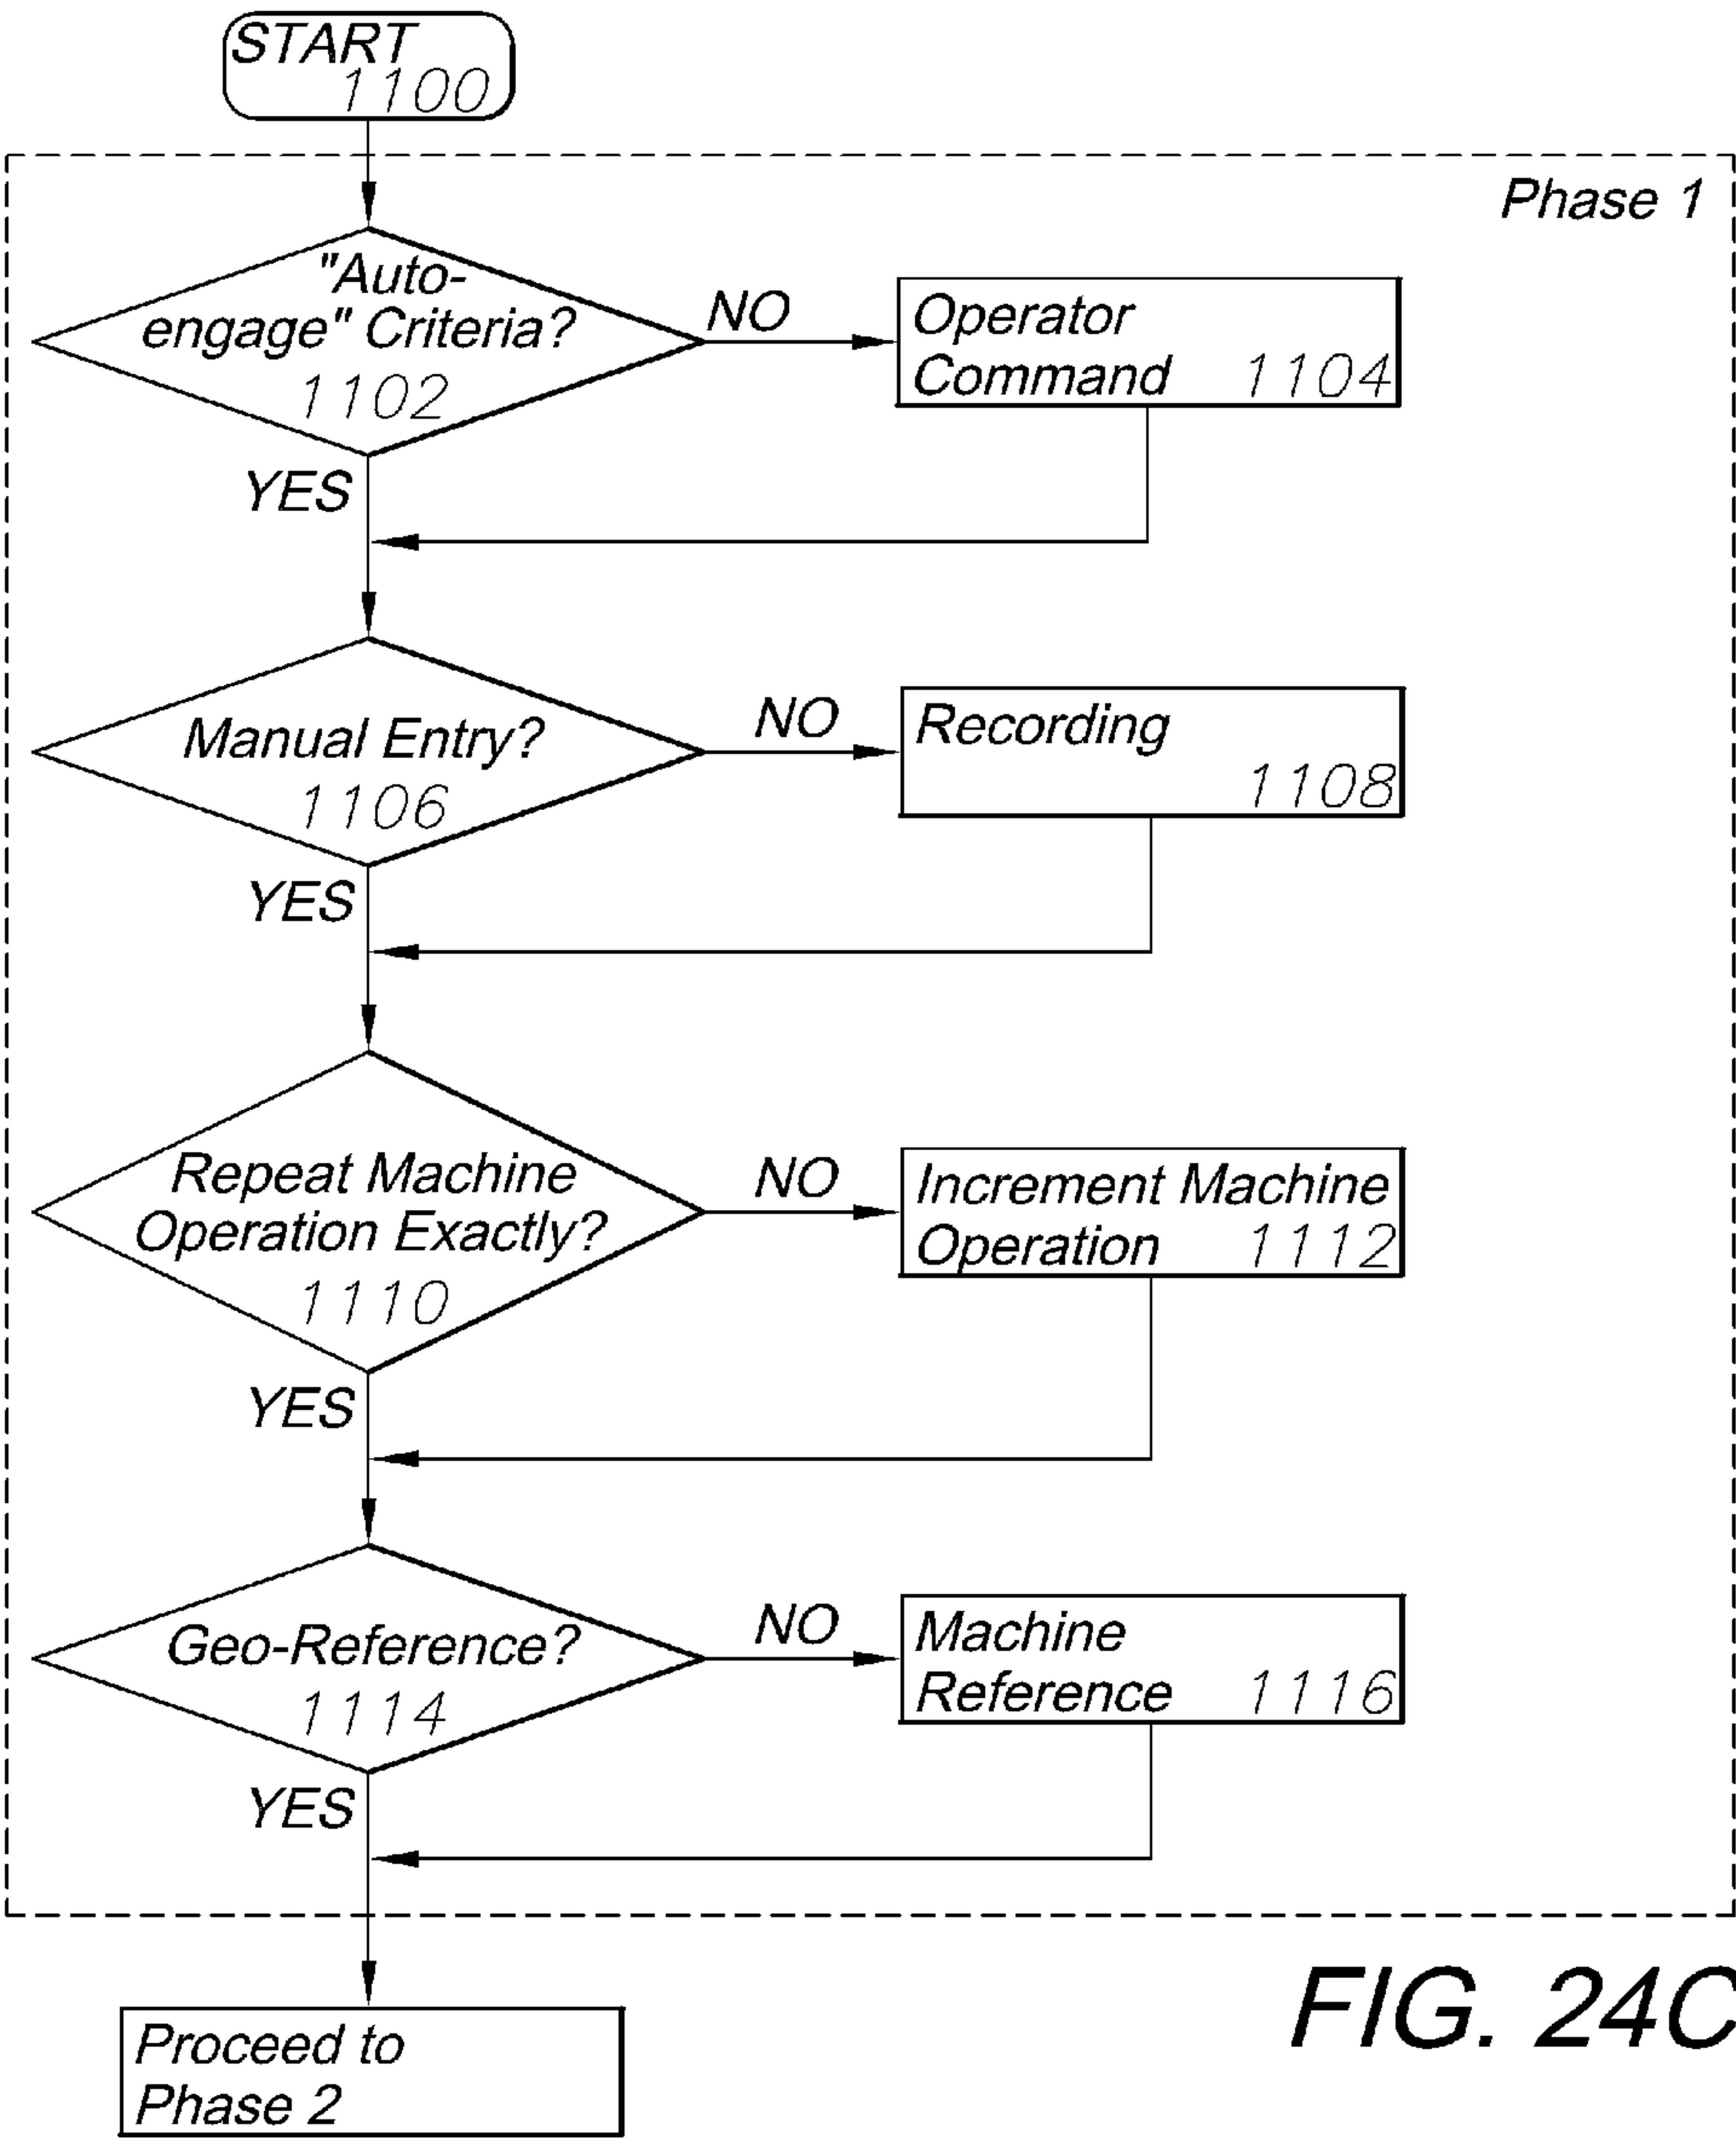 START
1100
Phase 1
"Auto-
engage" Criteria?
1102
NO
Operator
Command 1104
YES
Manual Entry?
1106
NO
Recording
1108
YES
Repeat Machine
Operation Exactly?
1110
NO
Increment Machine
Operation 1112
YES
Geo-Reference?
1114
NO
Machine
Reference 1116
YES
Proceed to
Phase 2
FIG. 24C